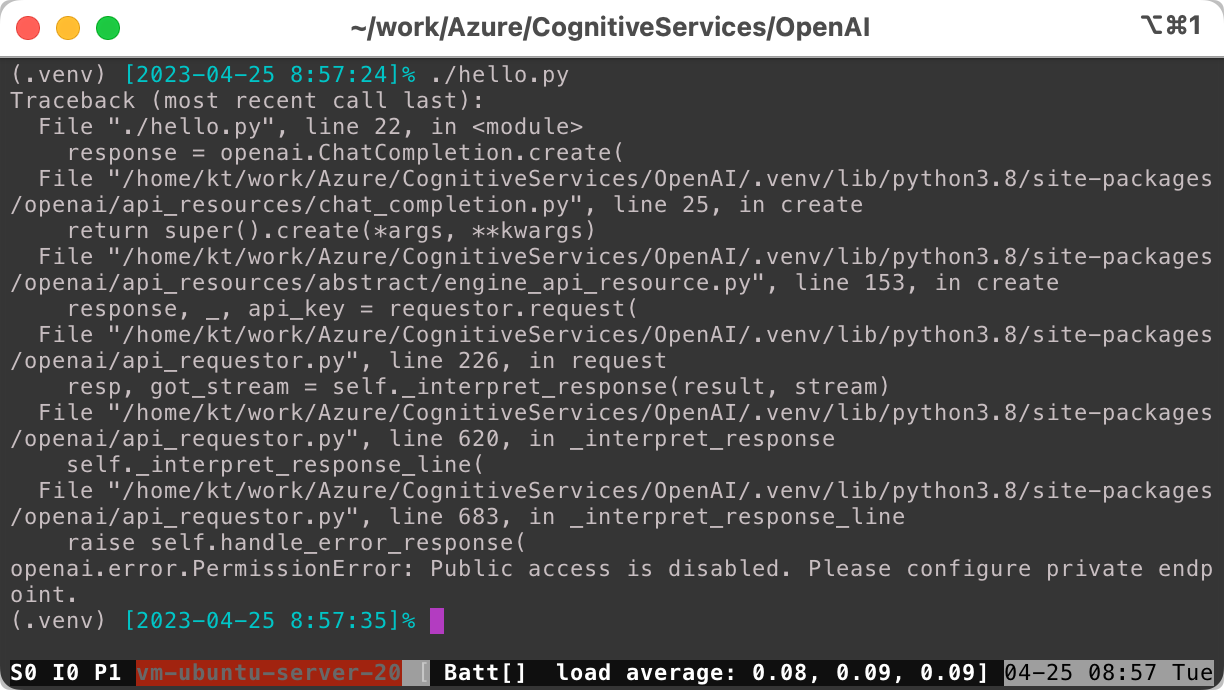 ~/work/Azure/CognitiveServices/OpenAI ⌥⌘1
(.venv) [2023-04-25 8:57:24]% ./hello.py
Traceback (most recent call last):
  File "./hello.py", line 22, in <module>
    response = openai.ChatCompletion.create(
  File "/home/kt/work/Azure/CognitiveServices/OpenAI/.venv/lib/python3.8/site-packages
/openai/api_resources/chat_completion.py", line 25, in create
    return super().create(*args, **kwargs)
  File "/home/kt/work/Azure/CognitiveServices/OpenAI/.venv/lib/python3.8/site-packages
/openai/api_resources/abstract/engine_api_resource.py", line 153, in create
    response, _, api_key = requestor.request(
  File "/home/kt/work/Azure/CognitiveServices/OpenAI/.venv/lib/python3.8/site-packages
/openai/api_requestor.py", line 226, in request
    resp, got_stream = self._interpret_response(result, stream)
  File "/home/kt/work/Azure/CognitiveServices/OpenAI/.venv/lib/python3.8/site-packages
/openai/api_requestor.py", line 620, in _interpret_response
    self._interpret_response_line(
  File "/home/kt/work/Azure/CognitiveServices/OpenAI/.venv/lib/python3.8/site-packages
/openai/api_requestor.py", line 683, in _interpret_response_line
    raise self.handle_error_response(
openai.error.PermissionError: Public access is disabled. Please configure private endp
oint.
(.venv) [2023-04-25 8:57:35]%
S0 I0 P1 vm-ubuntu-server-20 [ Batt[]  load average: 0.08, 0.09, 0.09] 04-25 08:57 Tue